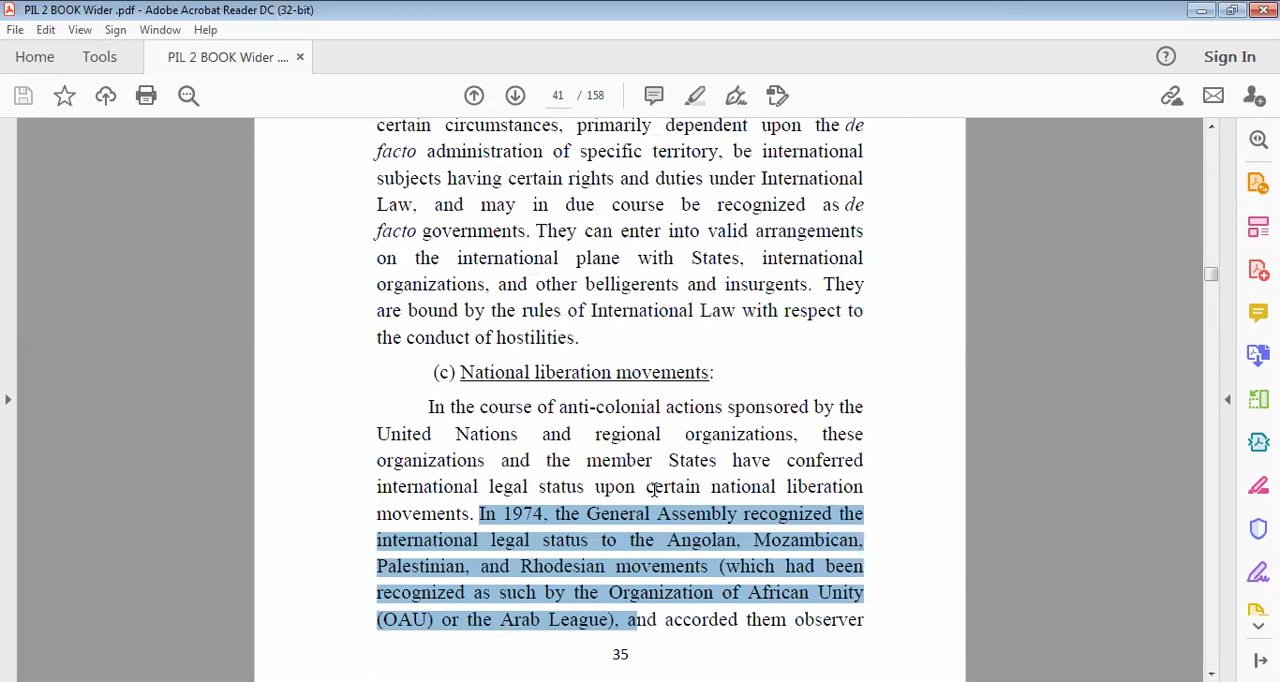 PIL 2 BOOK Wider .pdf - Adobe Acrobat Reader DC (32-bit)
File Edit View Sign Window Help
Home Tools PIL 2 BOOK Wider .... × Sign In
41 / 158
certain circumstances, primarily dependent upon the de
facto administration of specific territory, be international
subjects having certain rights and duties under International
Law, and may in due course be recognized as de
facto governments. They can enter into valid arrangements
on the international plane with States, international
organizations, and other belligerents and insurgents. They
are bound by the rules of International Law with respect to
the conduct of hostilities.
(c) National liberation movements:
In the course of anti-colonial actions sponsored by the
United Nations and regional organizations, these
organizations and the member States have conferred
international legal status upon certain national liberation
movements. In 1974, the General Assembly recognized the
international legal status to the Angolan, Mozambican,
Palestinian, and Rhodesian movements (which had been
recognized as such by the Organization of African Unity
(OAU) or the Arab League), and accorded them observer
35